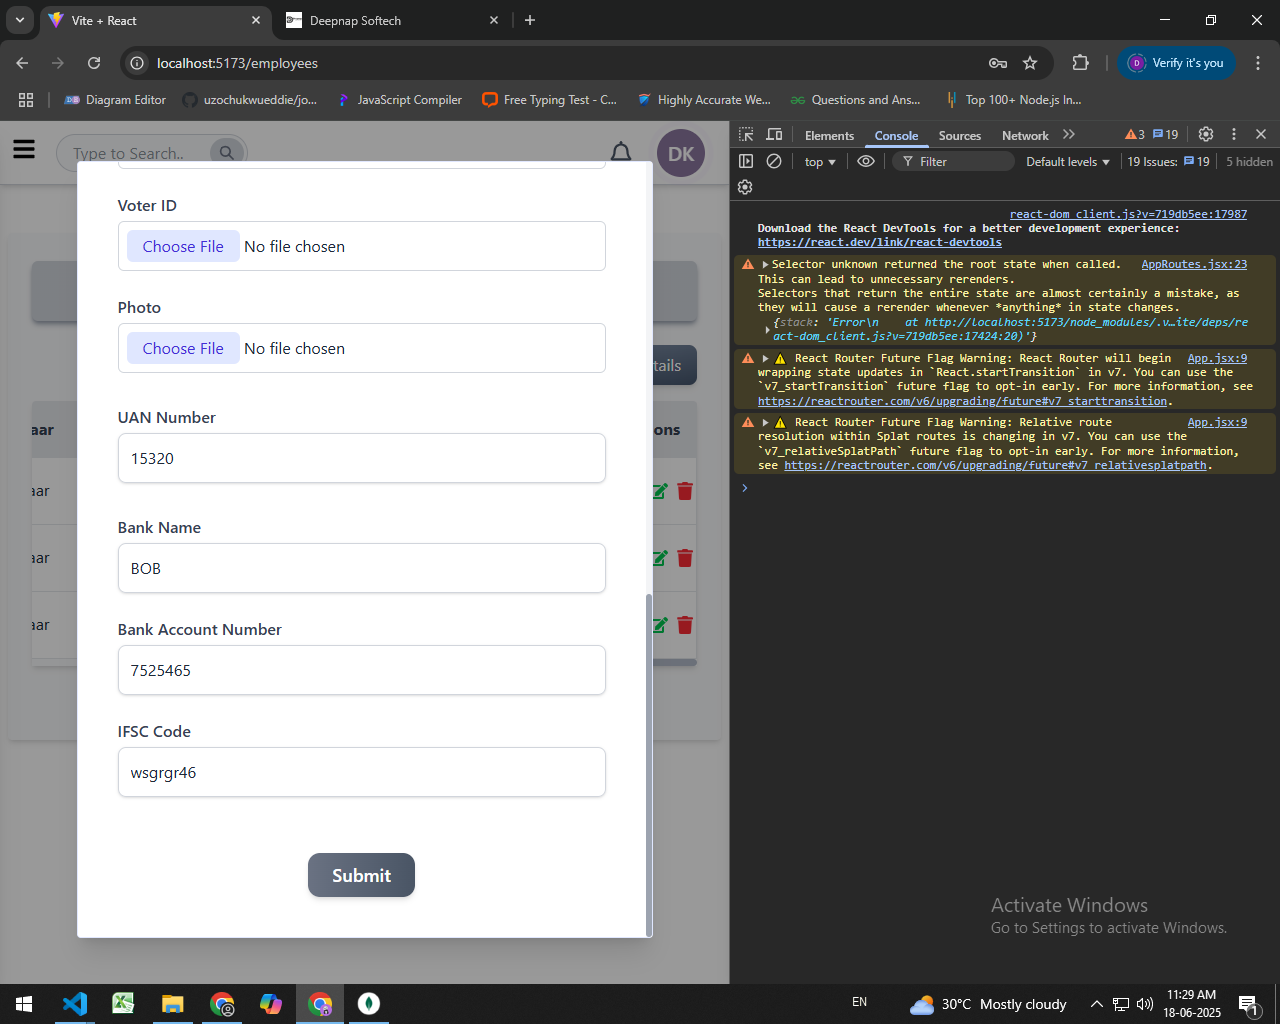 Vite + React
Deepnap Softech
localhost:5173/employees
Verify it's you
Diagram Editor
uzochukwueddie/jo...
JavaScript Compiler
Free Typing Test - C...
Highly Accurate We...
Questions and Ans...
Top 100+ Node.js In...
Type to Search..
DK
Voter ID
Choose File No file chosen
Photo
Choose File No file chosen
tails
UAN Number
15320
aar
ons
Bank Name
BOB
aar
aar
Bank Account Number
7525465
aar
IFSC Code
wsgrgr46
Submit
Elements
Console
Sources
Network
3
19
top
Filter
Default levels
19 Issues:
19
5 hidden
react-dom_client.js?v=719db5ee:17987
Download the React DevTools for a better development experience:
https://react.dev/link/react-devtools
Selector unknown returned the root state when called. AppRoutes.jsx:23
This can lead to unnecessary rerenders.
Selectors that return the entire state are almost certainly a mistake, as
they will cause a rerender whenever *anything* in state changes.
{stack: 'Error\n    at http://localhost:5173/node_modules/.v…ite/deps/re
act-dom_client.js?v=719db5ee:17424:20)'}
React Router Future Flag Warning: React Router will begin App.jsx:9
wrapping state updates in `React.startTransition` in v7. You can use the
`v7_startTransition` future flag to opt-in early. For more information, see
https://reactrouter.com/v6/upgrading/future#v7_starttransition.
React Router Future Flag Warning: Relative route App.jsx:9
resolution within Splat routes is changing in v7. You can use the
`v7_relativeSplatPath` future flag to opt-in early. For more information,
see https://reactrouter.com/v6/upgrading/future#v7_relativesplatpath.
Activate Windows
Go to Settings to activate Windows.
EN
30°C Mostly cloudy
11:29 AM
18-06-2025
1